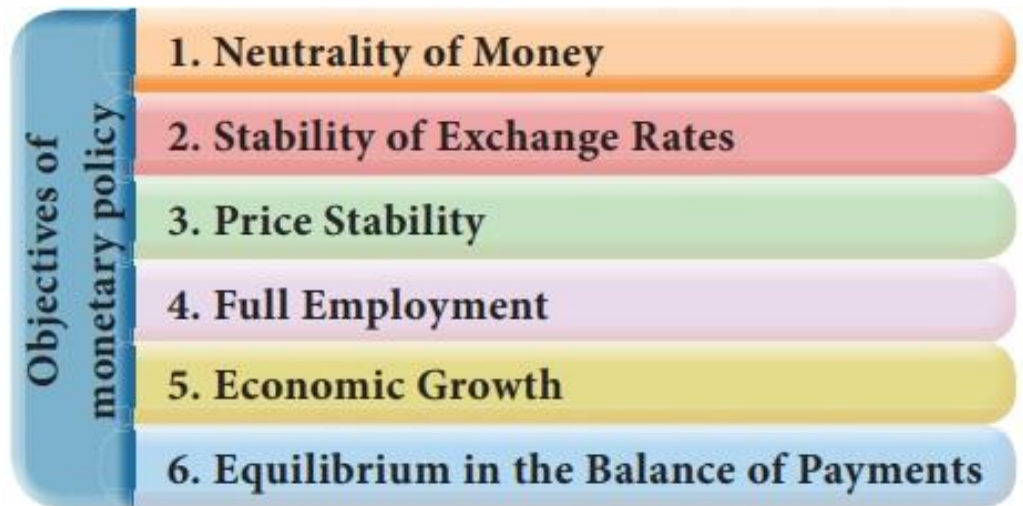 Objectives of
monetary policy
1. Neutrality of Money
2. Stability of Exchange Rates
3. Price Stability
4. Full Employment
5. Economic Growth
6. Equilibrium in the Balance of Payments